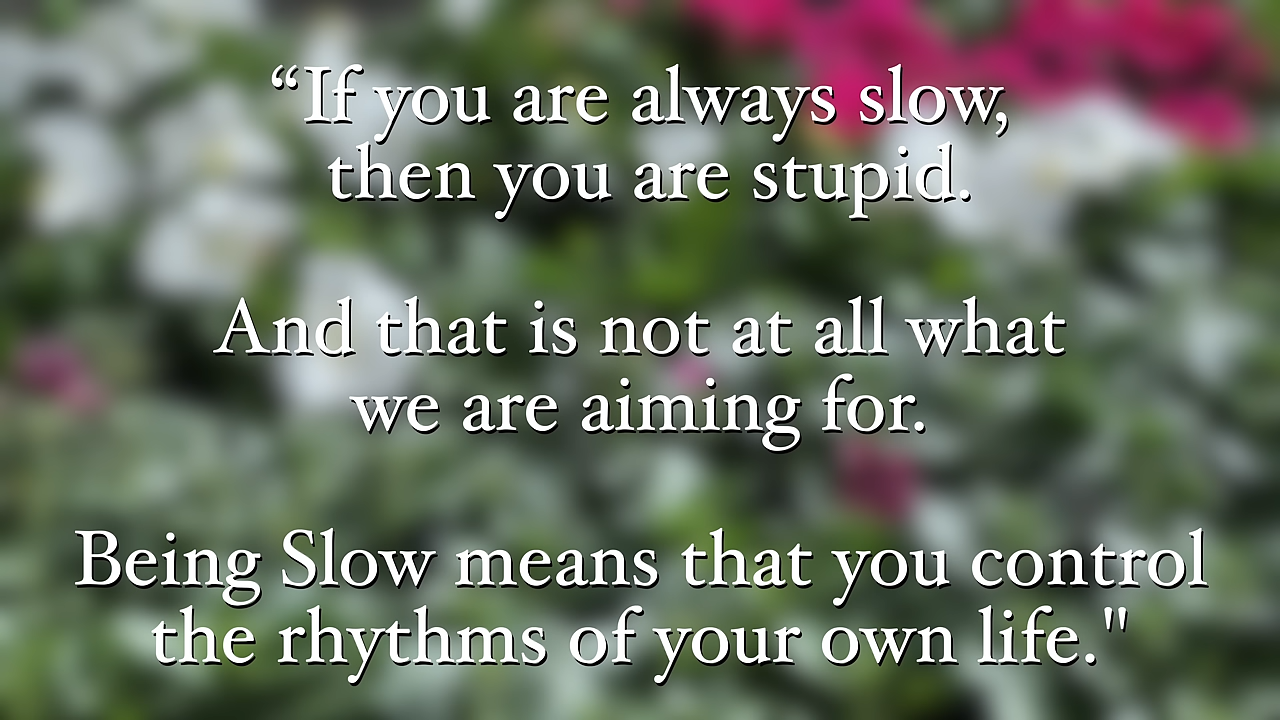 “If you are always slow,
then you are stupid.
And that is not at all what
we are aiming for.
Being Slow means that you control
the rhythms of your own life."